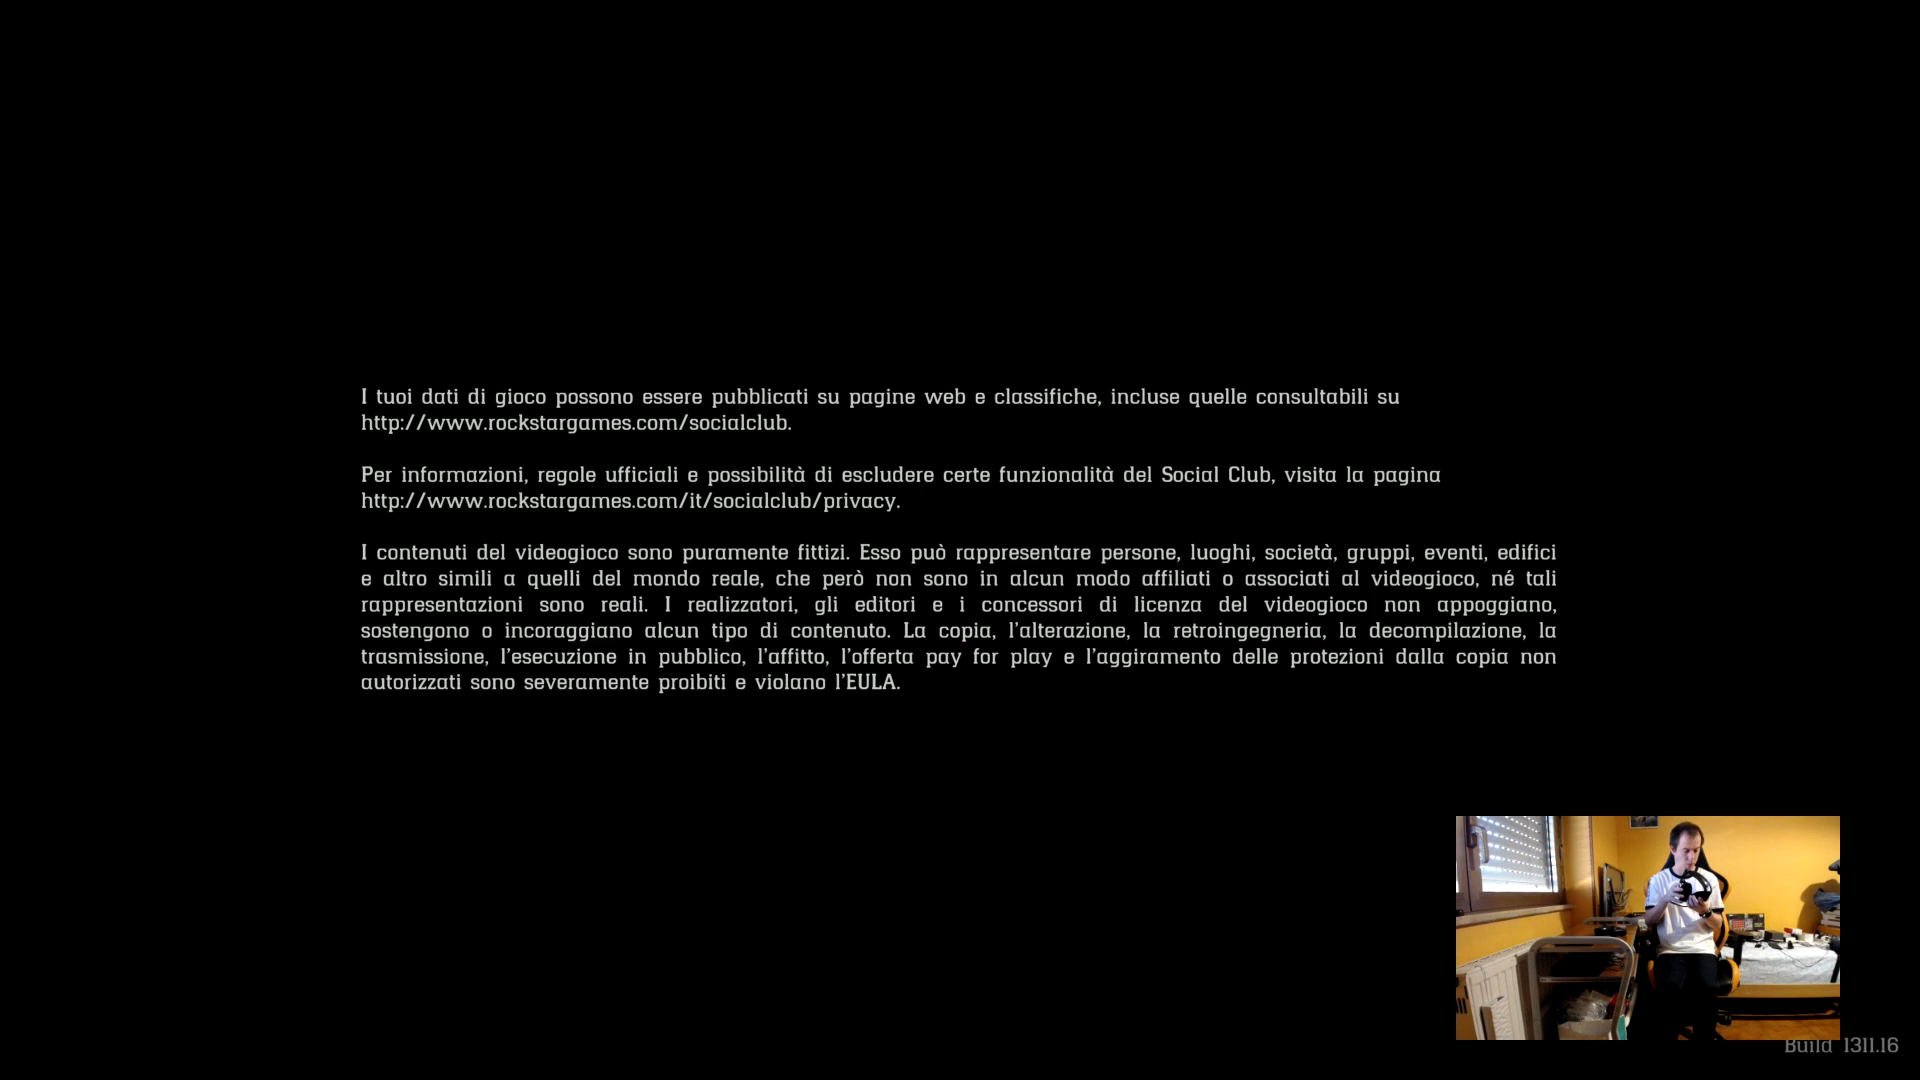 I tuoi dati di gioco possono essere pubblicati su pagine web e classifiche, incluse quelle consultabili su
http://www.rockstargames.com/socialclub.
Per informazioni, regole ufficiali e possibilità di escludere certe funzionalità del Social Club, visita la pagina
http://www.rockstargames.com/it/socialclub/privacy.
I contenuti del videogioco sono puramente fittizi. Esso può rappresentare persone, luoghi, società, gruppi, eventi, edifici
e altro simili a quelli del mondo reale, che però non sono in alcun modo affiliati o associati al videogioco, né tali
rappresentazioni sono reali. I realizzatori, gli editori e i concessori di licenza del videogioco non appoggiano,
sostengono o incoraggiano alcun tipo di contenuto. La copia, l'alterazione, la retroingegneria, la decompilazione, la
trasmissione, l'esecuzione in pubblico, l'affitto, l'offerta pay for play e l'aggiramento delle protezioni dalla copia non
autorizzati sono severamente proibiti e violano l'EULA.
Build 1311.16